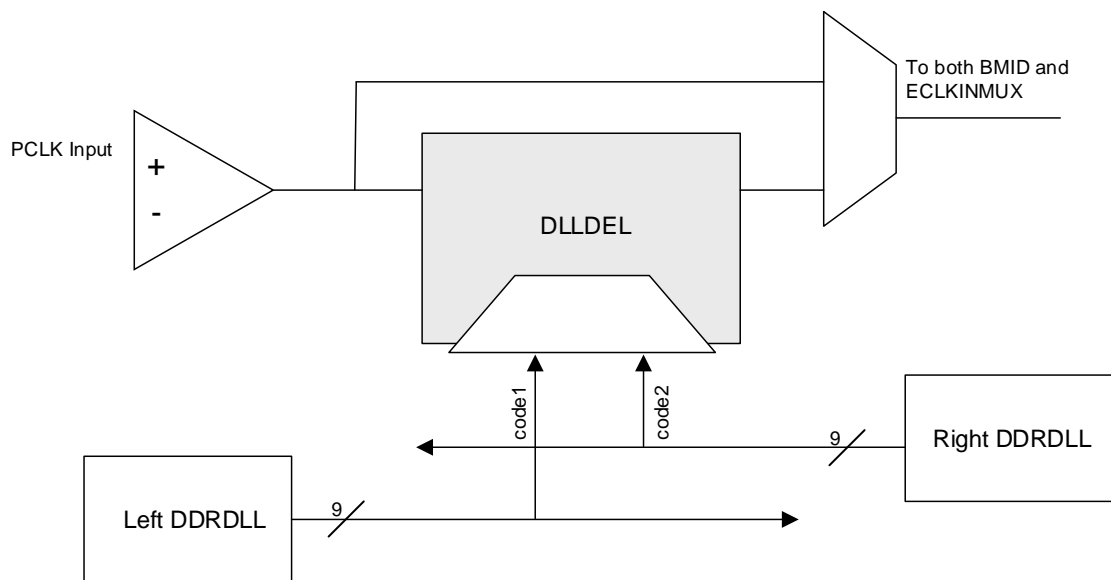 To both BMID and
ECLKINMUX
PCLK Input
+
-
DLLDEL
code1
code2
9
Right DDRDLL
9
Left DDRDLL